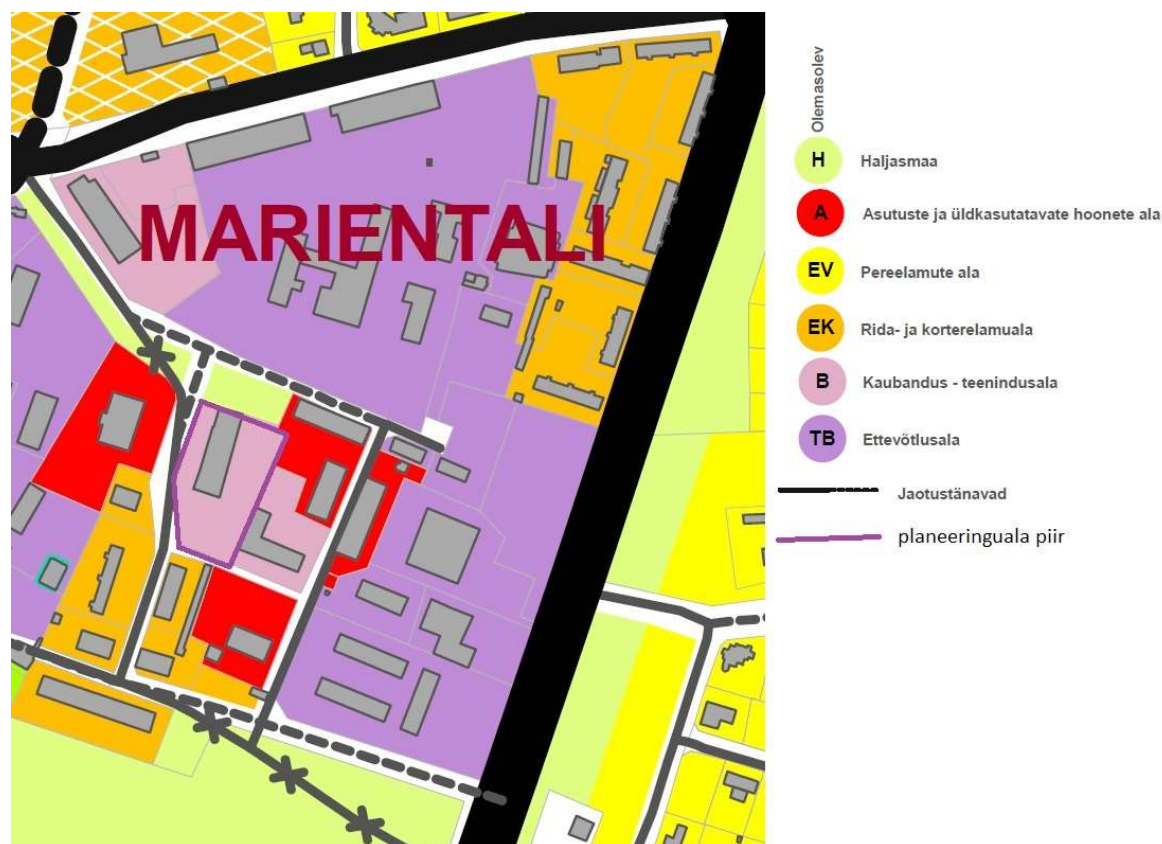 MARIENTALI
Olemasolev
H Haljasmaa
A Asutuste ja üldkasutatavate hoonete ala
EV Pereelamute ala
EK Rida- ja korterelamuala
B Kaubandus - teenindusala
TB Ettevõtlusala
Jaotustänavad
planeeringuala piir